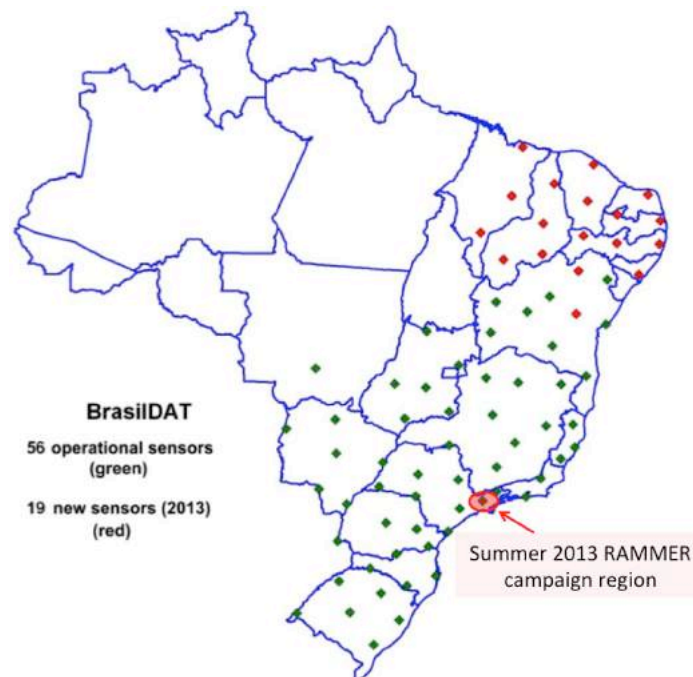 BrasilDAT
56 operational sensors
(green)
19 new sensors (2013)
(red)
Summer 2013 RAMMER
campaign region